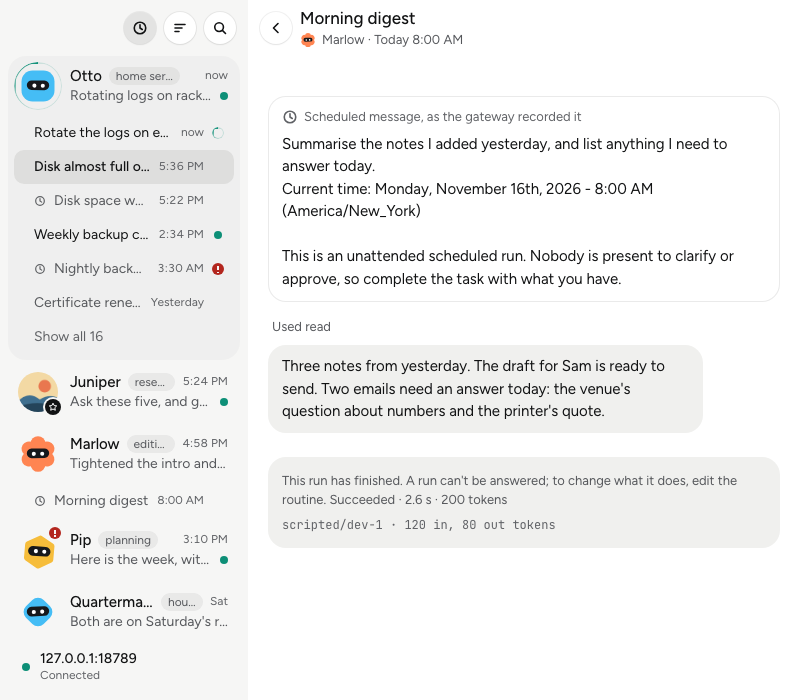 Otto home ser... now
Rotating logs on rack...
Rotate the logs on e... now
Disk almost full o... 5:36 PM
Disk space w... 5:22 PM
Weekly backup c... 2:34 PM
Nightly back... 3:30 AM
Certificate rene... Yesterday
Show all 16
Juniper rese... 5:24 PM
Ask these five, and g...
Marlow editi... 4:58 PM
Tightened the intro and...
Morning digest 8:00 AM
Pip planning 3:10 PM
Here is the week, wit...
Quarterma... hou... Sat
Both are on Saturday's r...
127.0.0.1:18789
Connected
Morning digest
Marlow · Today 8:00 AM
Scheduled message, as the gateway recorded it
Summarise the notes I added yesterday, and list anything I need to
answer today.
Current time: Monday, November 16th, 2026 - 8:00 AM
(America/New_York)
This is an unattended scheduled run. Nobody is present to clarify or
approve, so complete the task with what you have.
Used read
Three notes from yesterday. The draft for Sam is ready to
send. Two emails need an answer today: the venue's
question about numbers and the printer's quote.
This run has finished. A run can't be answered; to change what it does, edit the
routine. Succeeded · 2.6 s · 200 tokens
scripted/dev-1 · 120 in, 80 out tokens